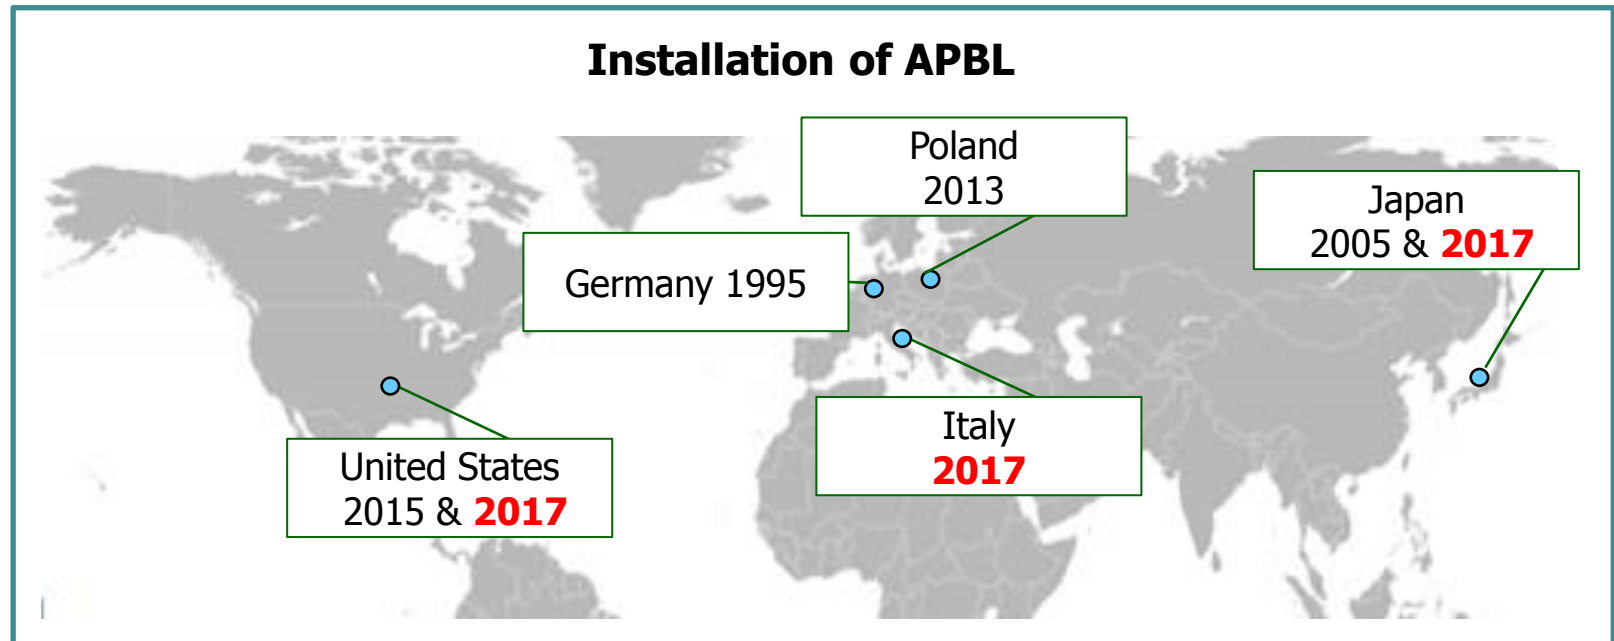 Installation of APBL
Poland
2013
Japan
2005 & 2017
Germany 1995
Italy
2017
United States
2015 & 2017